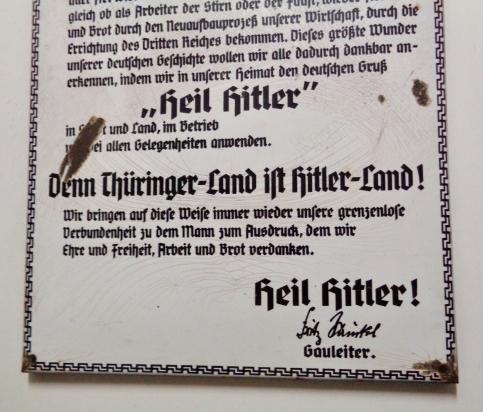 gleich ob als Arbeiter der Stirn oder der Faust,
und Brot durch den Neuaufbauprozeß unserer Wirtschaft, durch die
Errichtung des Dritten Reiches bekommen. Dieses größte Wunder
unserer deutschen Geschichte wollen wir alle dadurch dankbar an-
erkennen, indem wir in unserer Heimat den deutschen Gruß
„Heil Hitler”
in und Land, im Betrieb
bei allen Gelegenheiten anwenden.
Denn Thüringer-Land ist Hitler-Land!
Wir bringen auf diese Weise immer wieder unsere grenzenlose
Verbundenheit zu dem Mann zum Ausdruck, dem wir
Ehre und Freiheit, Arbeit und Brot verdanken.
Heil Hitler!
Gauleiter.